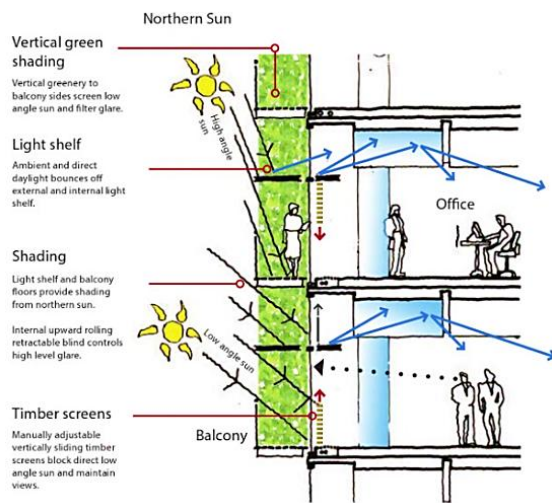 Northern Sun
Vertical green
shading
Vertical greenery to
balcony sides screen low
angle sun and filter glare.
High angle
sun
Light shelf
Ambient and direct
daylight bounces off
external and internal light
shelf.
Office
Shading
Light shelf and balcony
floors provide shading
from northern sun.
Internal upward rolling
retractable blind controls
high level glare.
Low angle sun
Timber screens
Manually adjustable
vertically sliding timber
screens block direct low
angle sun and maintain
views.
Balcony